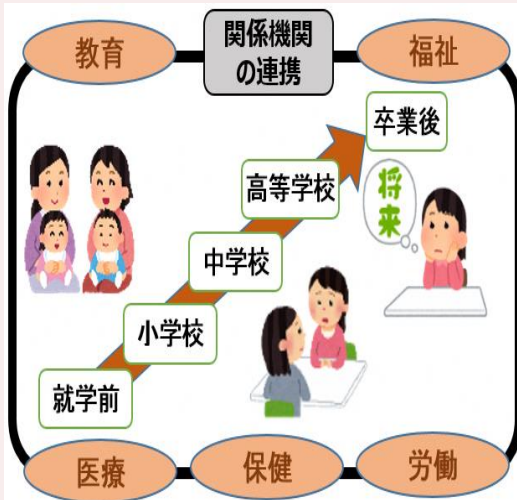 教育
関係機関
の連携
福祉
卒業後
高等学校
将来
中学校
小学校
就学前
医療
保健
労働